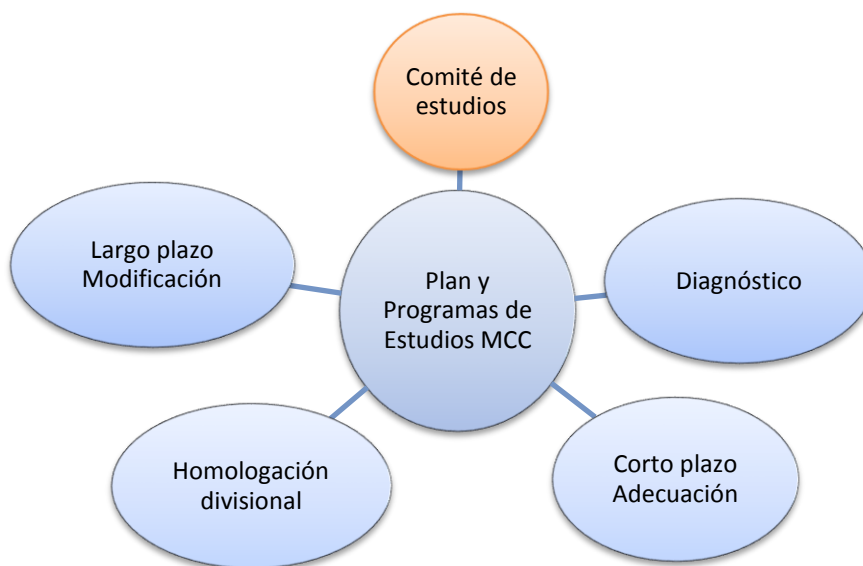 Comité de
estudios
Largo plazo
Modificación
Plan y
Programas de
Estudios MCC
Diagnóstico
Homologación
divisional
Corto plazo
Adecuación